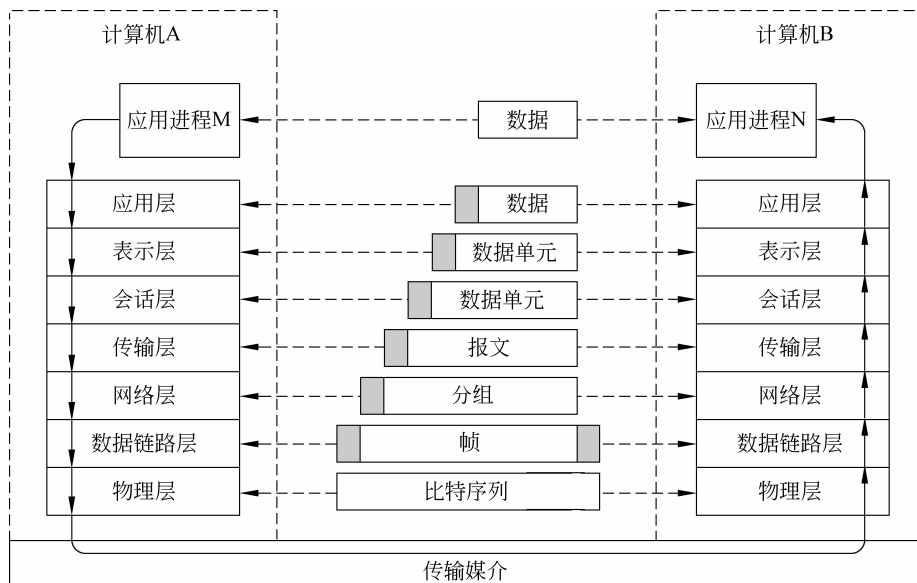 计算机A
计算机B
应用进程M
数据
应用进程N
应用层
数据
应用层
表示层
数据单元
表示层
会话层
数据单元
会话层
传输层
报文
传输层
网络层
分组
网络层
数据链路层
帧
数据链路层
物理层
比特序列
物理层
传输媒介